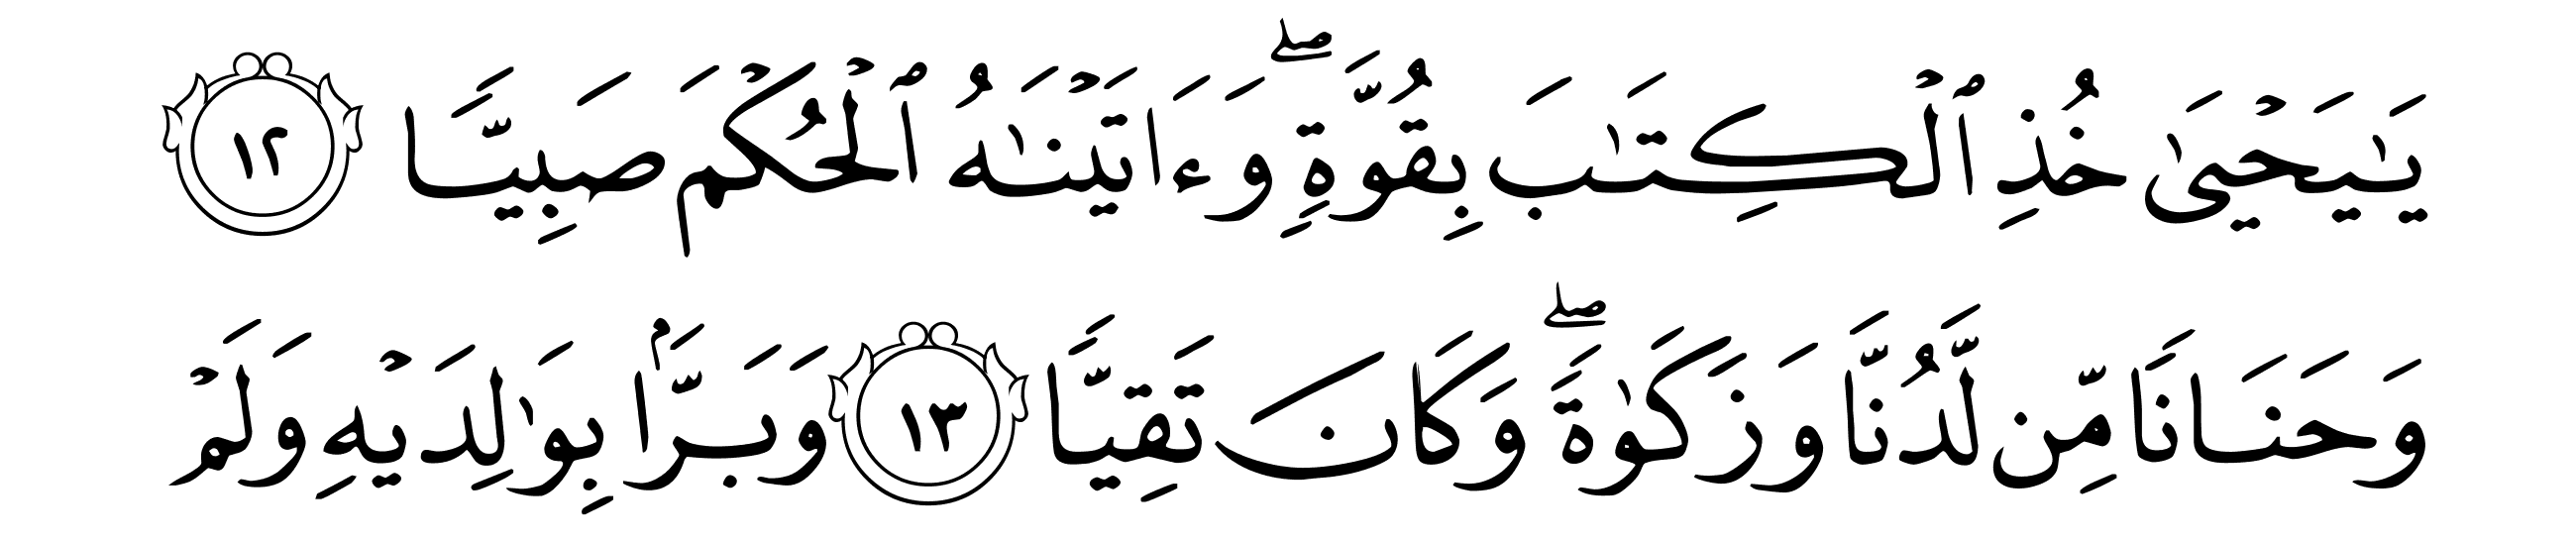 يَٰيَحۡيَىٰ خُذِ ٱلۡكِتَٰبَ بِقُوَّةٖۖ وَءَاتَيۡنَٰهُ ٱلۡحُكۡمَ صَبِيّٗا ١٢
وَحَنَانٗا مِّن لَّدُنَّا وَزَكَوٰةٗۖ وَكَانَ تَقِيّٗا ١٣ وَبَرَّۢا بِوَٰلِدَيۡهِ وَلَمۡ